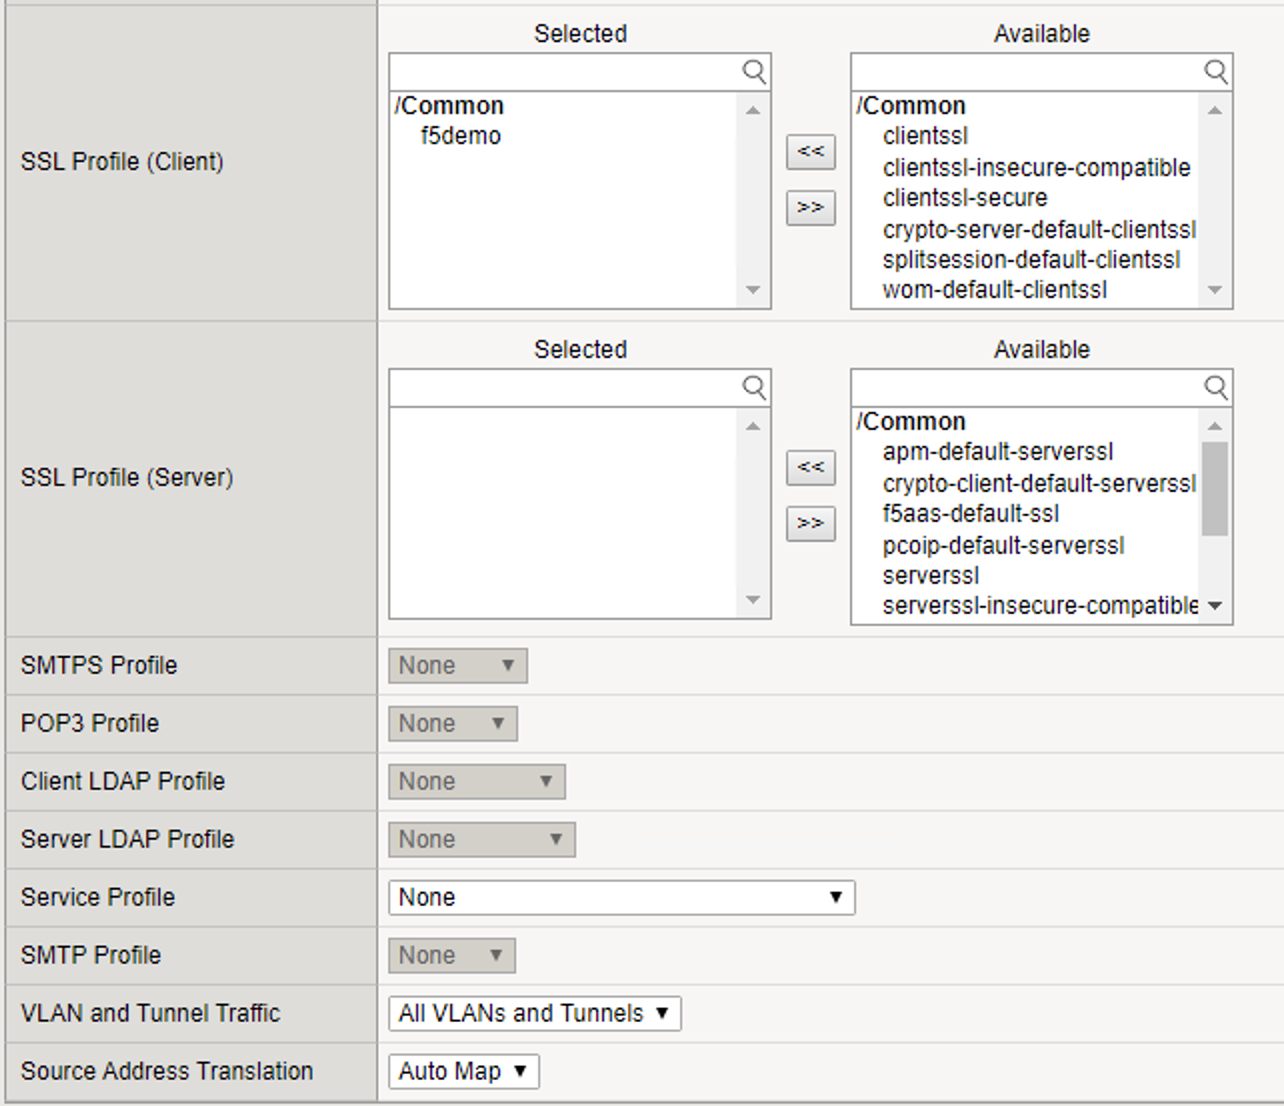 Selected Available
/Common /Common
f5demo clientssl
SSL Profile (Client) << clientssl-insecure-compatible
clientssl-secure
>> crypto-server-default-clientssl
splitsession-default-clientssl
wom-default-clientssl
Selected Available
/Common
apm-default-serverssl
SSL Profile (Server) << crypto-client-default-serverssl
f5aas-default-ssl
>> pcoip-default-serverssl
serverssl
serverssl-insecure-compatible
SMTPS Profile None
POP3 Profile None
Client LDAP Profile None
Server LDAP Profile None
Service Profile None
SMTP Profile None
VLAN and Tunnel Traffic All VLANs and Tunnels
Source Address Translation Auto Map